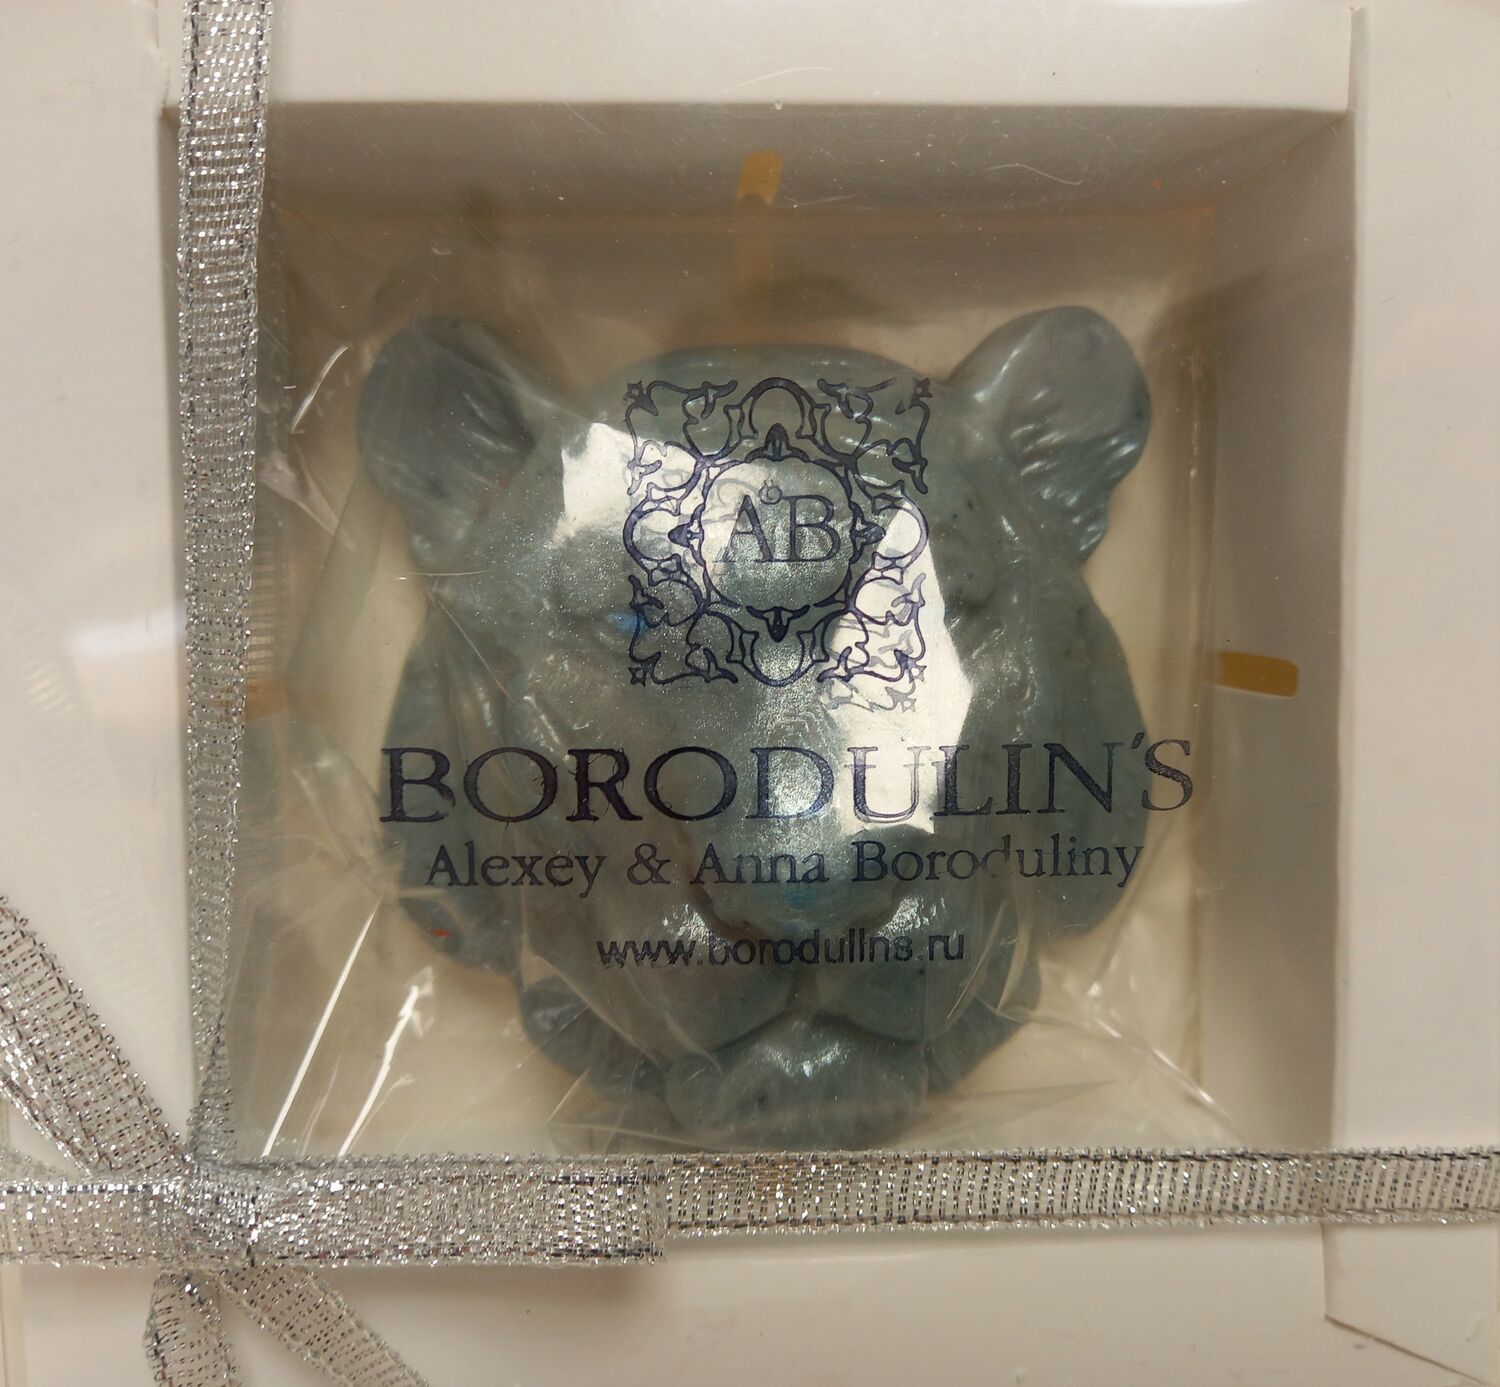 AB
BORODULIN'S
Alexey & Anna Boroduliny
www.borodulins.ru